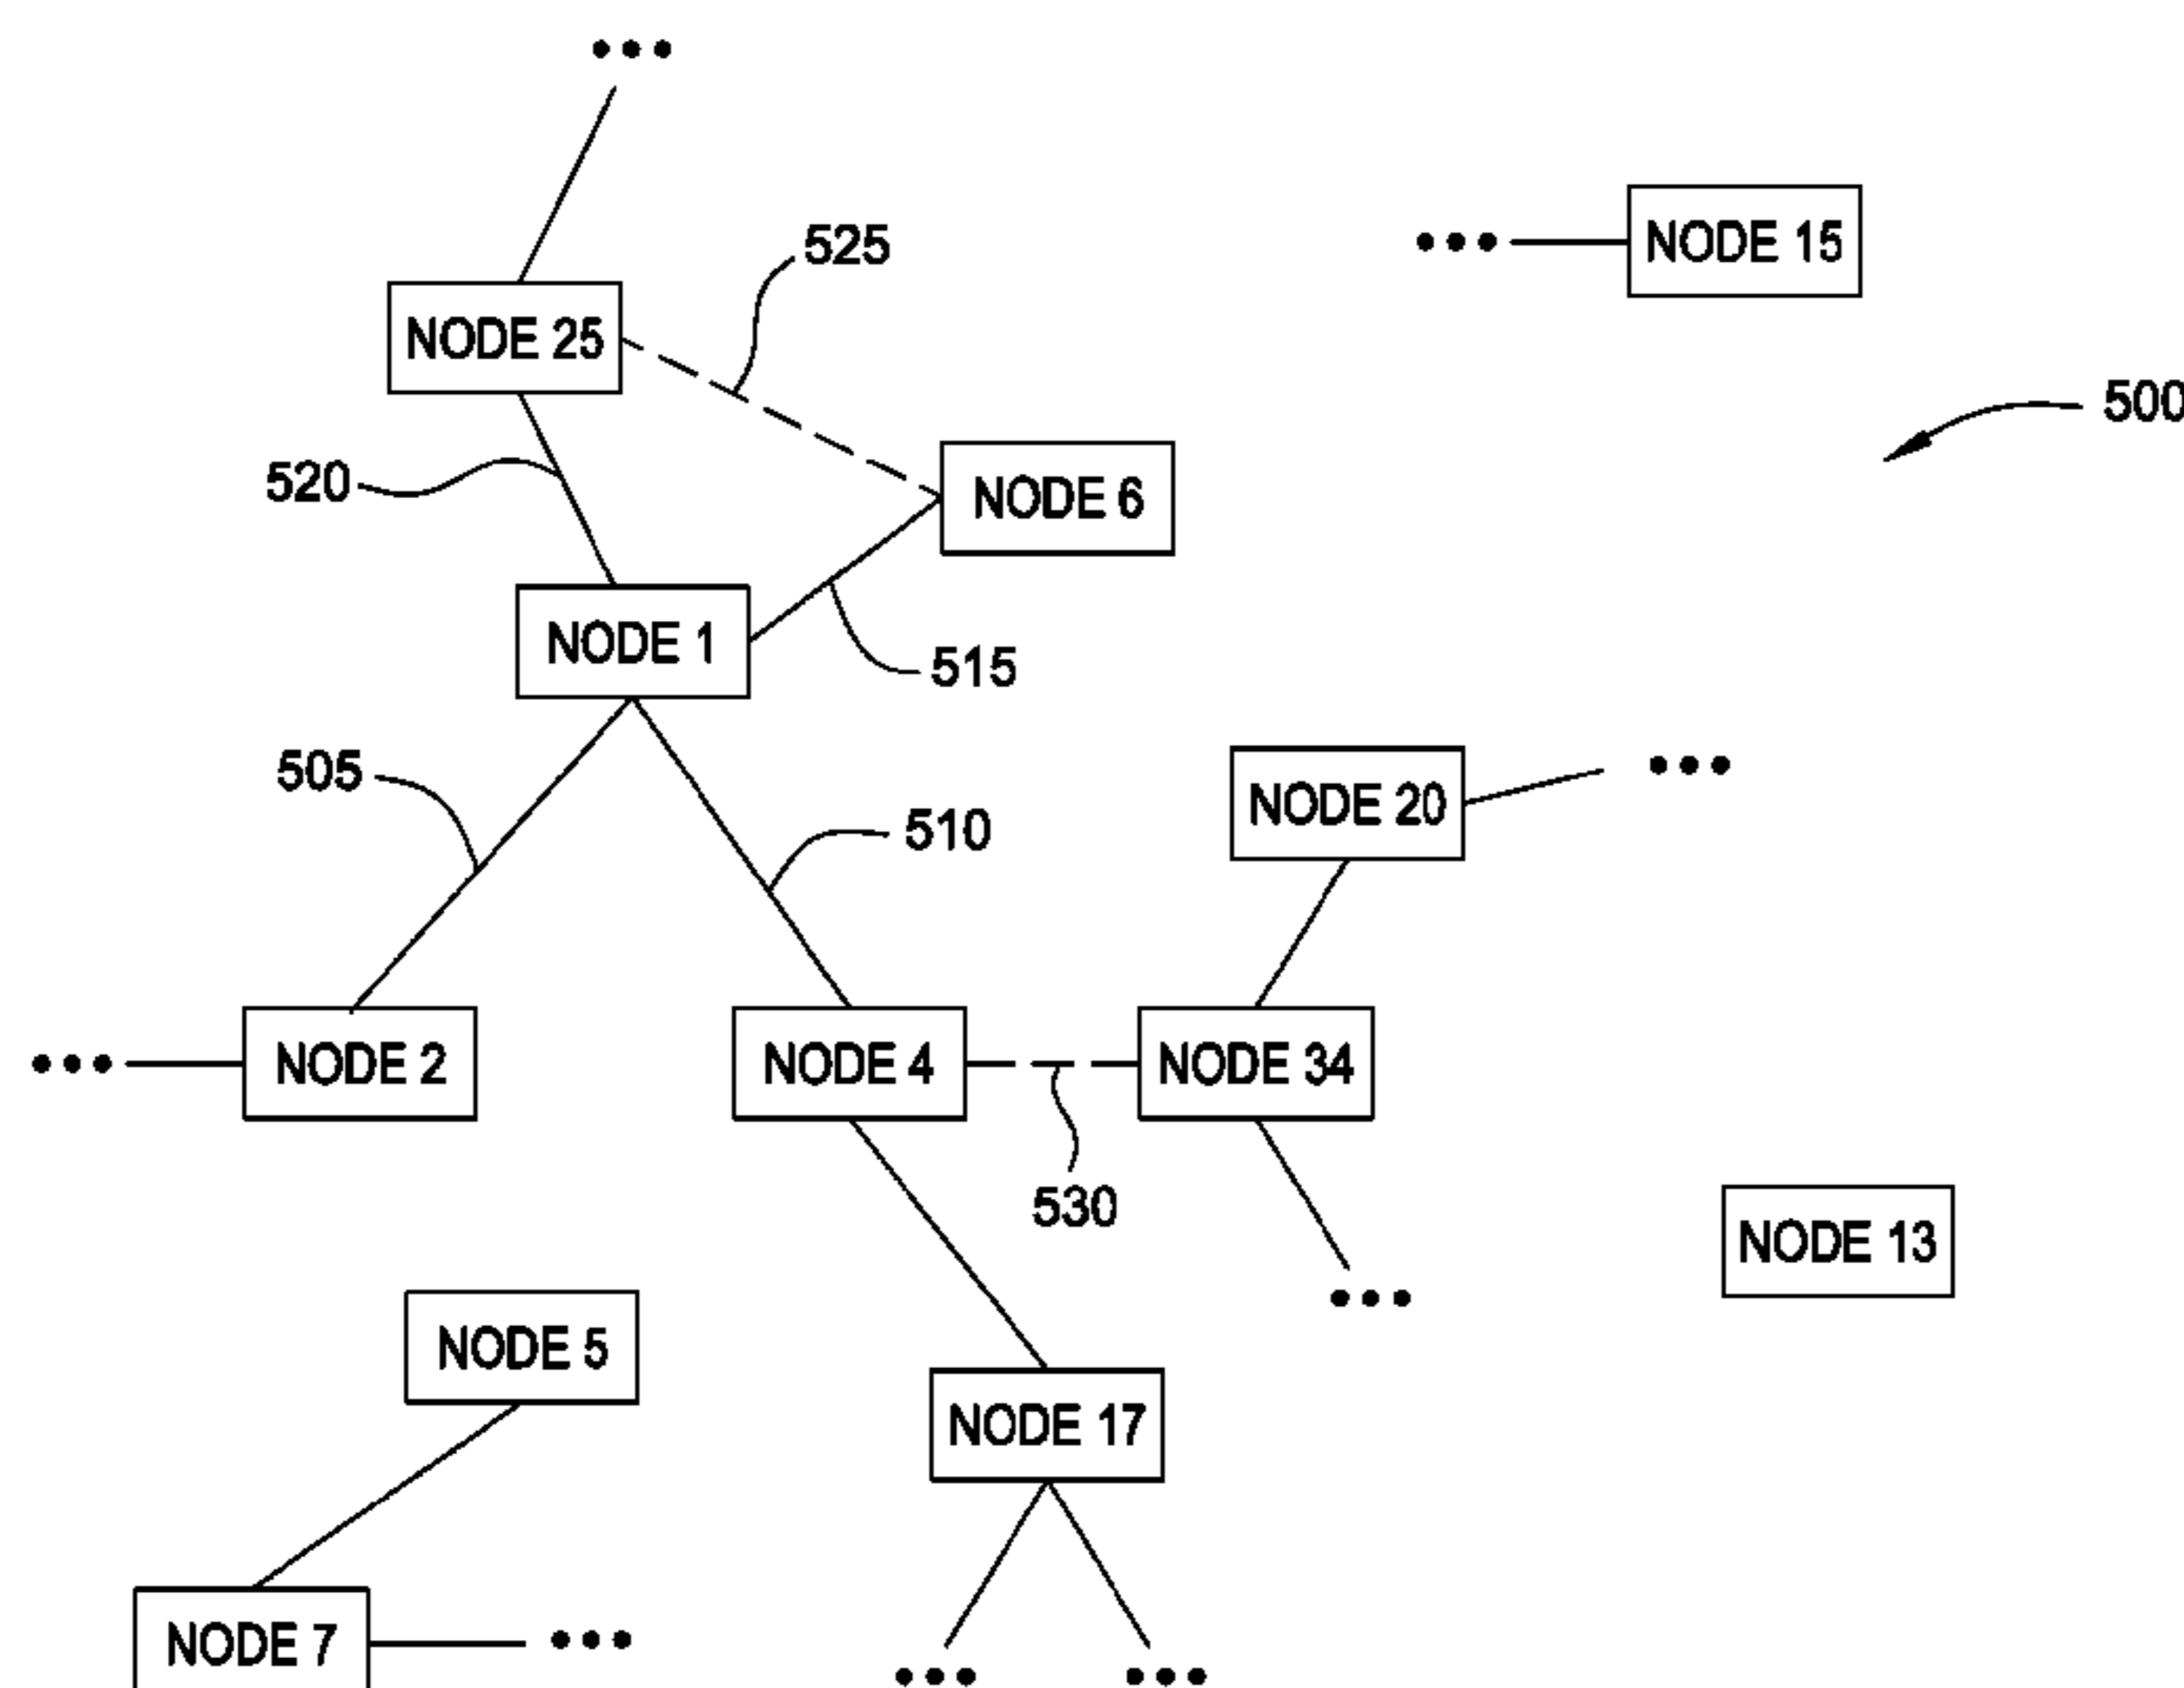 •••
525
NODE 15
•••
NODE 25
500
520
NODE 6
NODE 1
515
505
NODE 20
•••
510
•••
NODE 2
NODE 4
NODE 34
530
NODE 13
•••
NODE 5
NODE 17
NODE 7
•••
•••
•••